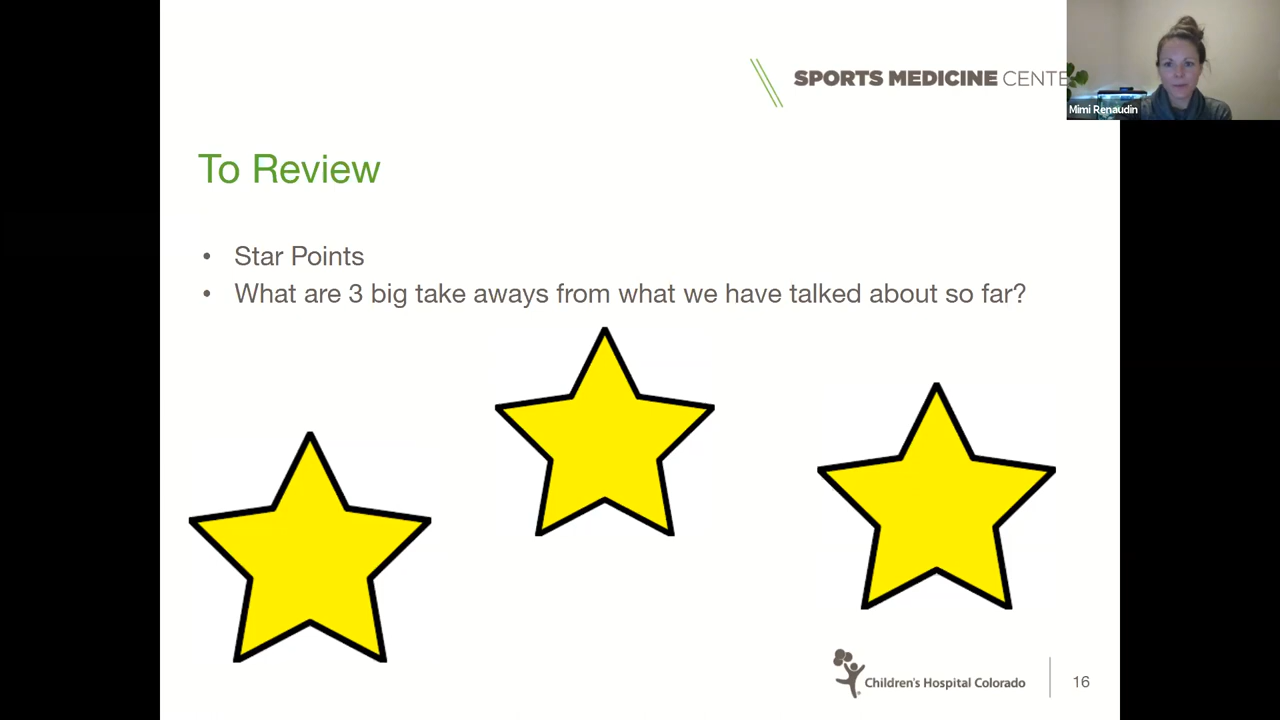 SPORTS MEDICINE CENTE
Mimi Renaudin
To Review
• Star Points
• What are 3 big take aways from what we have talked about so far?
Children's Hospital Colorado
16